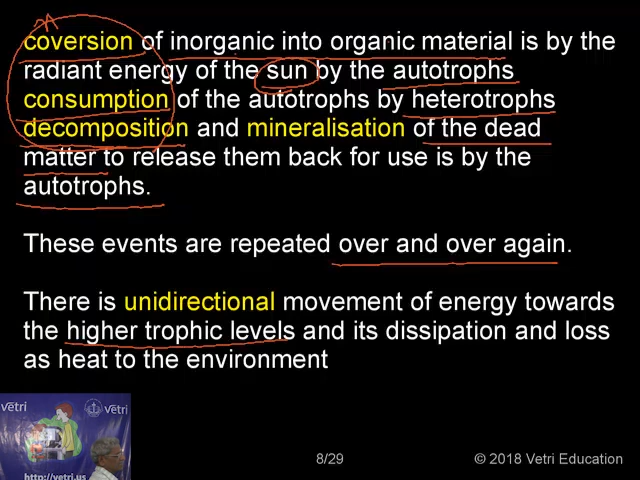 coversion of inorganic into organic material is by the
radiant energy of the sun by the autotrophs
consumption of the autotrophs by heterotrophs
decomposition and mineralisation of the dead
matter to release them back for use is by the
autotrophs.
These events are repeated over and over again.
There is unidirectional movement of energy towards
the higher trophic levels and its dissipation and loss
as heat to the environment
vetri vetri
http://vetri.us
8/29 © 2018 Vetri Education